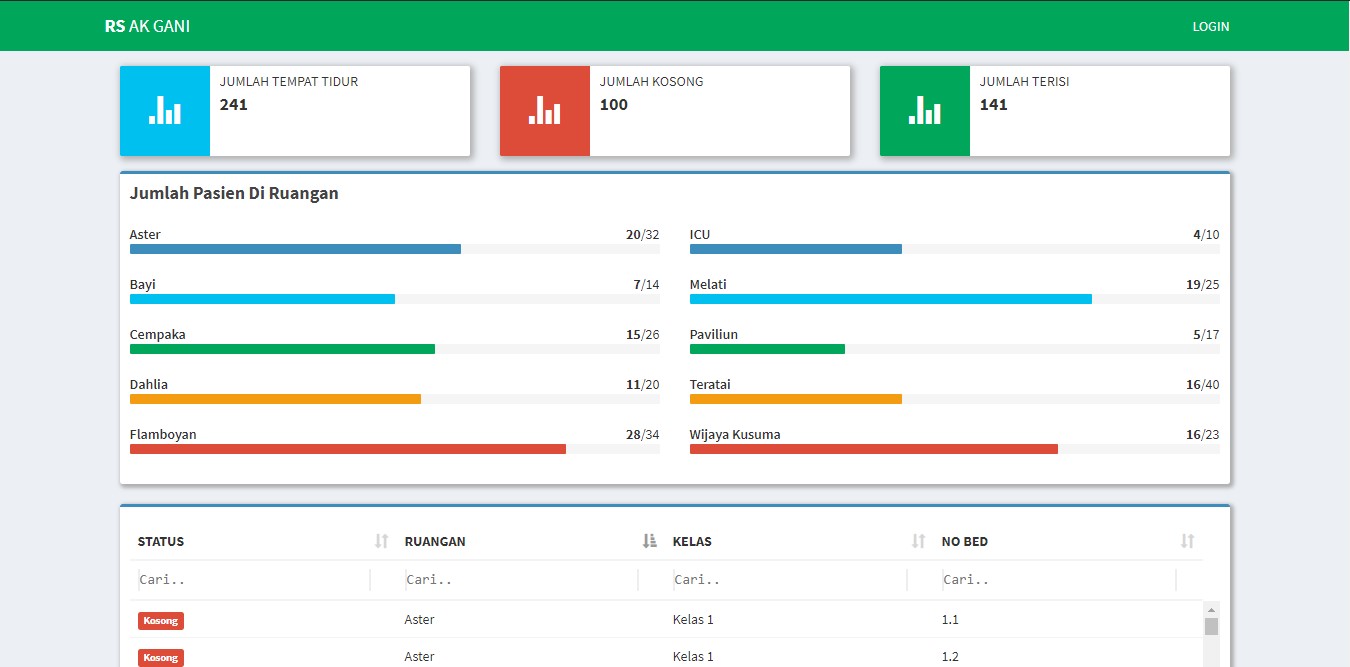 RS AK GANI LOGIN
JUMLAH TEMPAT TIDUR
241
JUMLAH KOSONG
100
JUMLAH TERISI
141
Jumlah Pasien Di Ruangan
Aster 20/32
Bayi 7/14
Cempaka 15/26
Dahlia 11/20
Flamboyan 28/34
ICU 4/10
Melati 19/25
Paviliun 5/17
Teratai 16/40
Wijaya Kusuma 16/23
STATUS RUANGAN KELAS NO BED
Cari.. Cari.. Cari.. Cari..
Kosong Aster Kelas 1 1.1
Kosong Aster Kelas 1 1.2